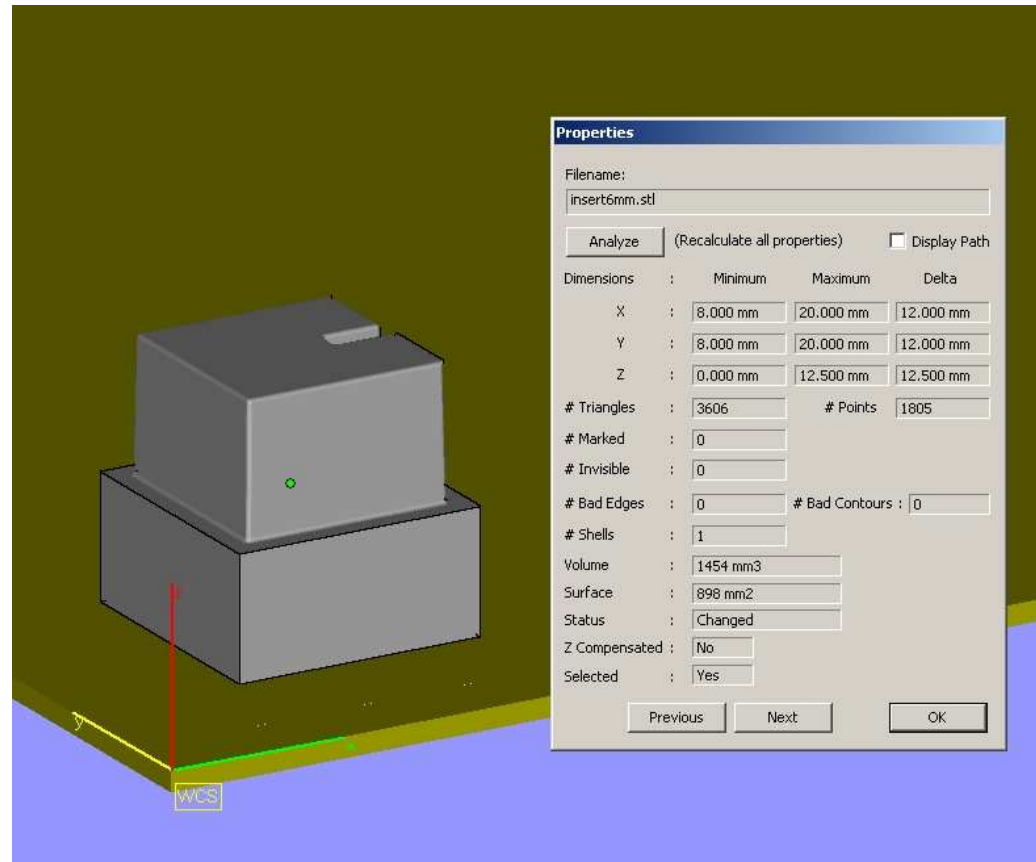 Properties
Filename:
insert6mm.stl
Analyze (Recalculate all properties) Display Path
Dimensions : Minimum Maximum Delta
X : 8.000 mm 20.000 mm 12.000 mm
Y : 8.000 mm 20.000 mm 12.000 mm
Z : 0.000 mm 12.500 mm 12.500 mm
# Triangles : 3606 # Points 1805
# Marked : 0
# Invisible : 0
# Bad Edges : 0 # Bad Contours : 0
# Shells : 1
Volume : 1454 mm3
Surface : 898 mm2
Status : Changed
Z Compensated : No
Selected : Yes
Previous Next OK
y
WCS